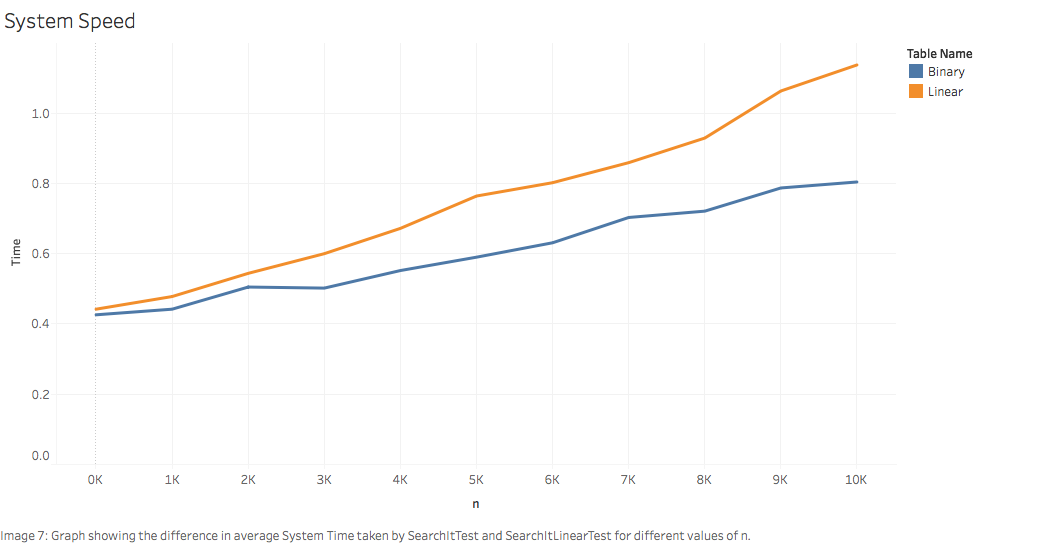 System Speed
Table Name
Binary
Linear
Time
1.0
0.8
0.6
0.4
0.2
0.0
0K 1K 2K 3K 4K 5K 6K 7K 8K 9K 10K
n
Image 7: Graph showing the difference in average System Time taken by SearchItTest and SearchItLinearTest for different values of n.